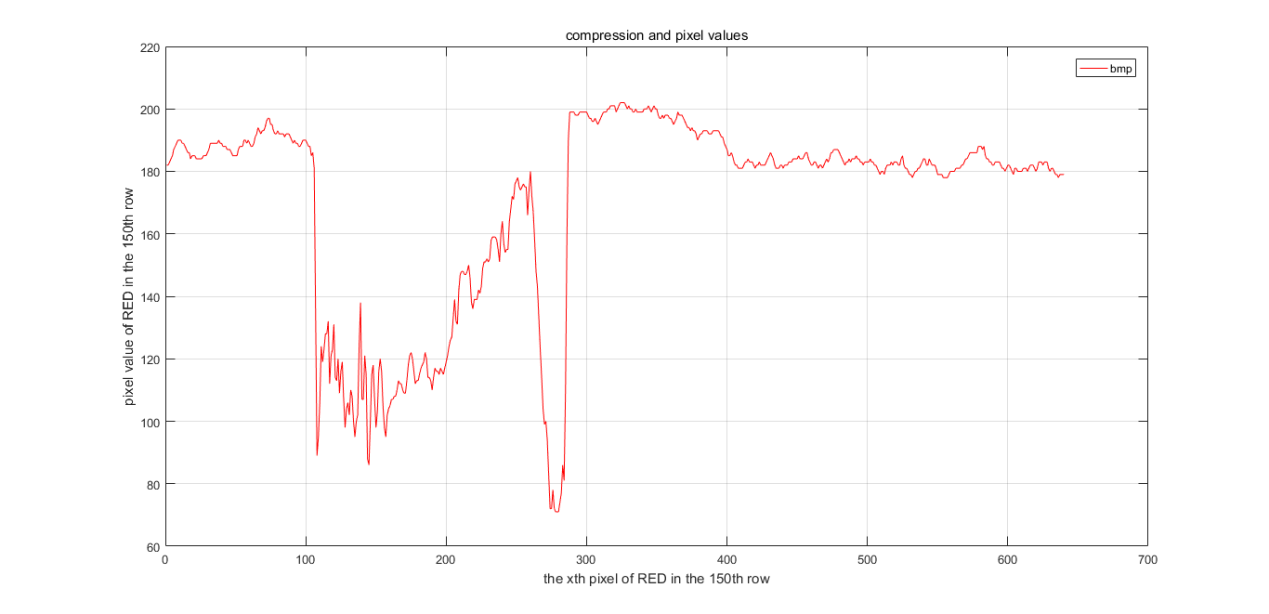 compression and pixel values
220
200
180
160
140
120
100
80
60
pixel value of RED in the 150th row
bmp
0 100 200 300 400 500 600 700
the xth pixel of RED in the 150th row